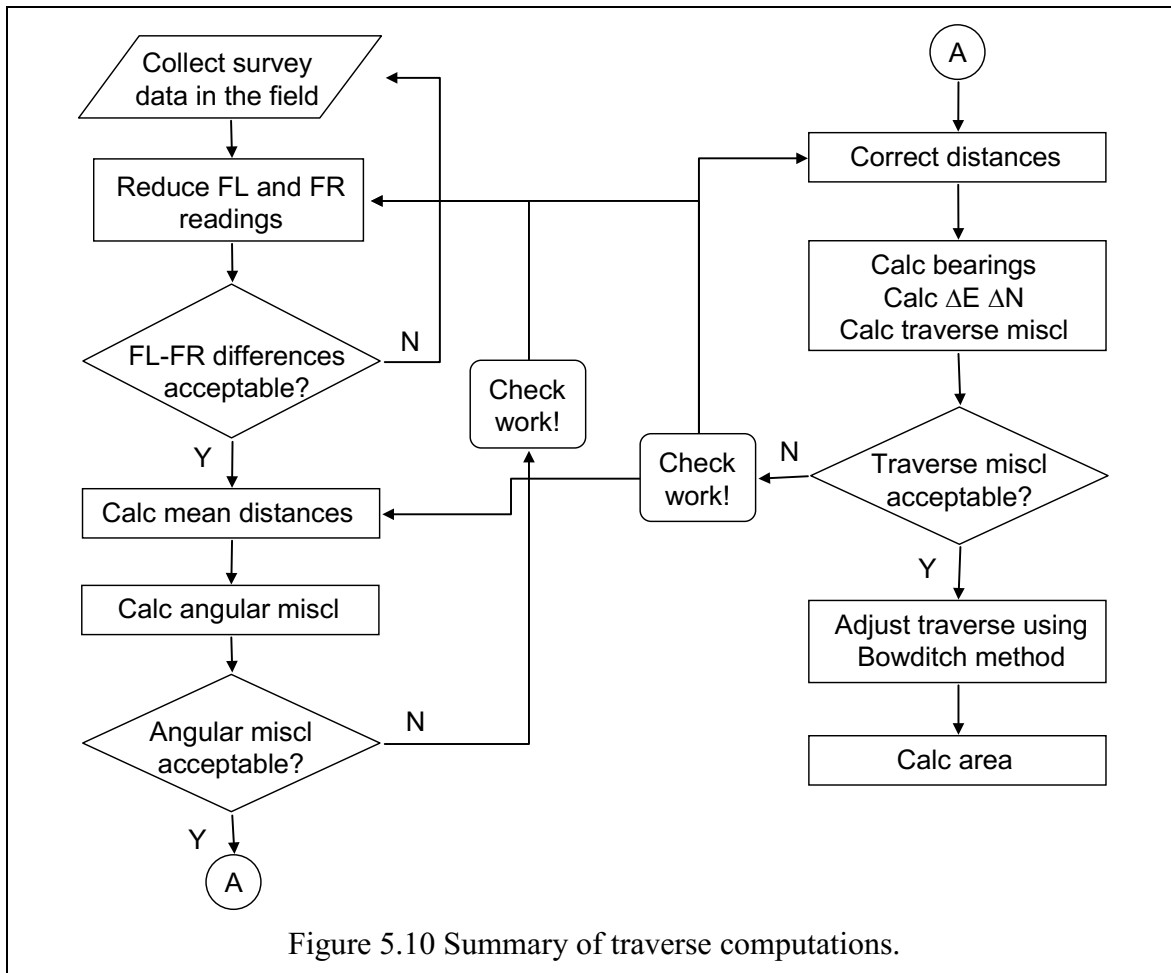 Collect survey
data in the field
Reduce FL and FR
readings
FL-FR differences
acceptable?
N
Y
Check
work!
Calc mean distances
Calc angular miscl
Angular miscl
acceptable?
N
Y
A
A
Correct distances
Calc bearings
Calc ΔE ΔN
Calc traverse miscl
Traverse miscl
acceptable?
N
Check
work!
Y
Adjust traverse using
Bowditch method
Calc area
Figure 5.10 Summary of traverse computations.